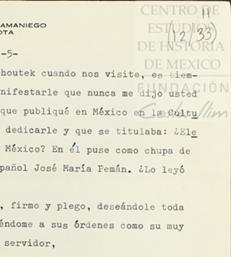 AMANIEGO
OTA
CENTRO DE
ESTUDIOS
DE HISTORIA
DE MEXICO
FUNDACIÓN
11
(12/33)
-5-
houtek cuando nos visite, es tiem-
nifestarle que nunca me dijo usted
que publiqué en México en la Cultu
dedicarle y que se titulaba: ¿Ele
México? En él puse como chupa de
pañol José María Pemán. ¿Lo leyó
, firmo y plego, deseándole toda
éndome a sus órdenes como su muy
servidor,